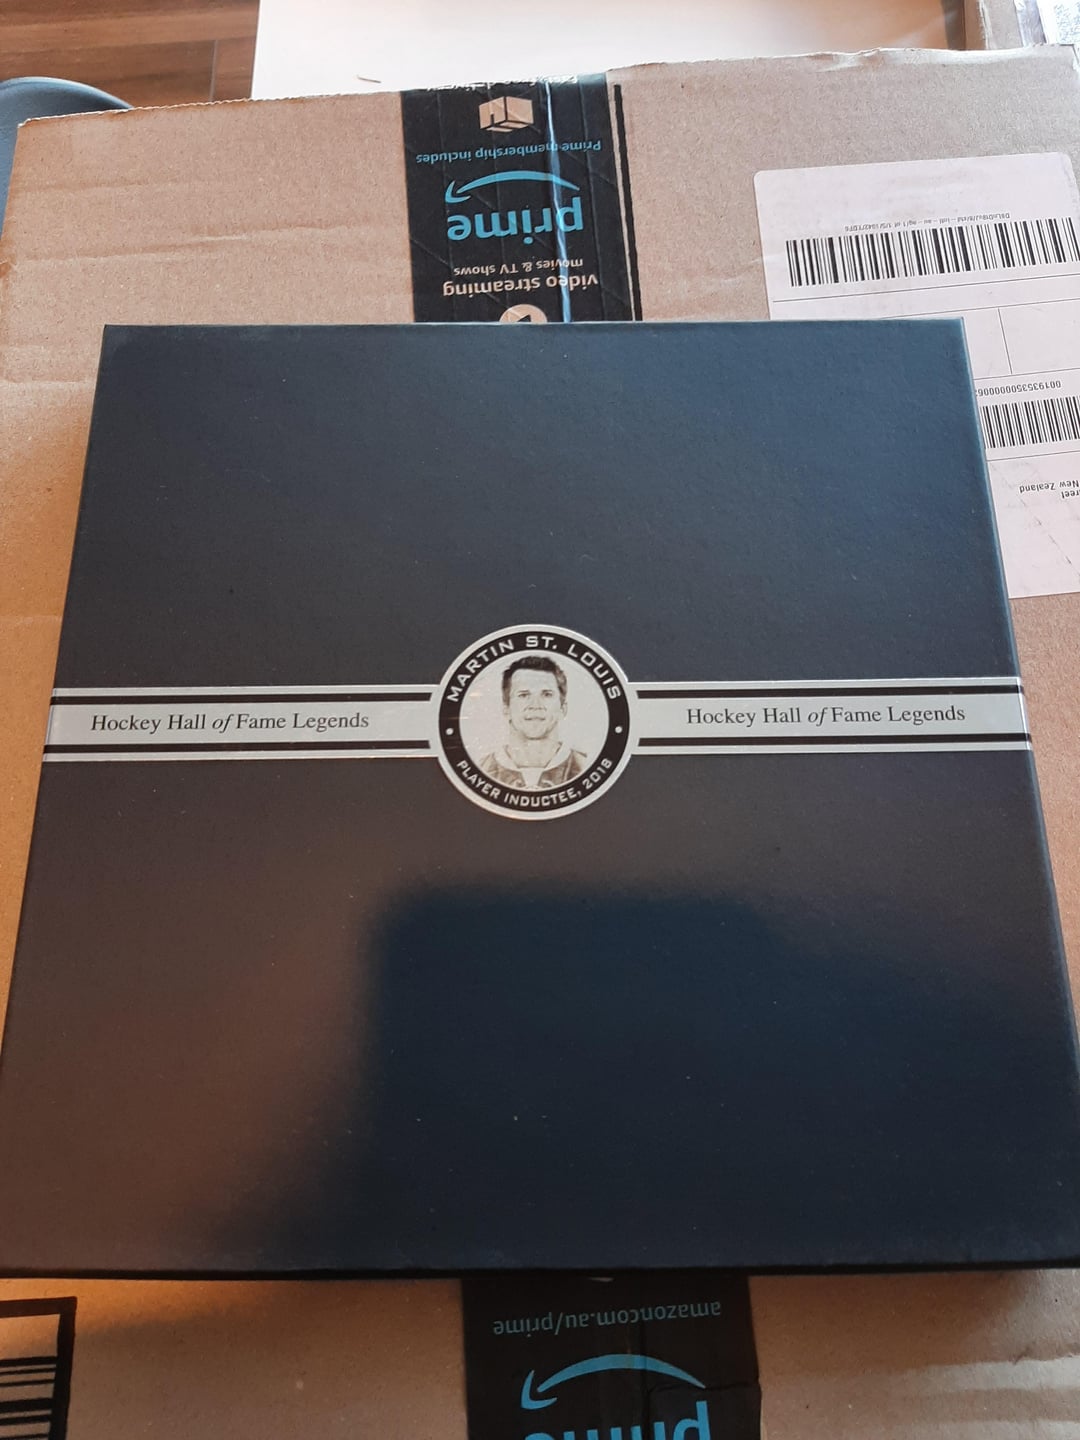 Prime membership includes
prime
video streaming
movies & TV shows
New Zealand
MARTIN ST. LOUIS
Hockey Hall of Fame Legends
Hockey Hall of Fame Legends
PLAYER INDUCTEE, 2018
amazon.com.au/prime
prime